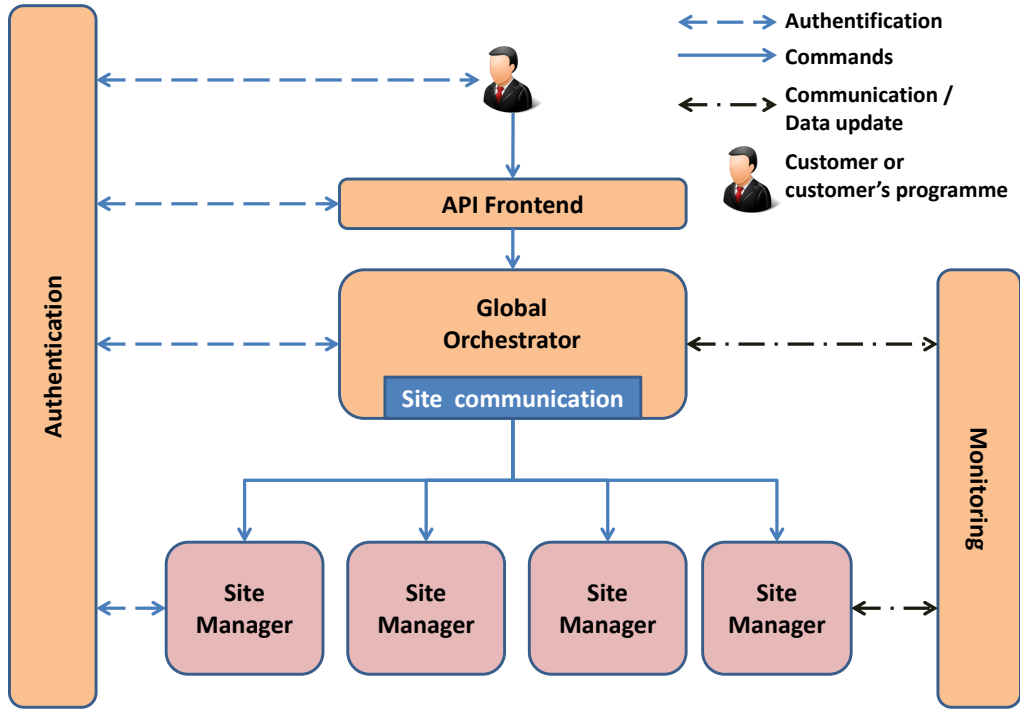 Authentification
Commands
Communication /
Data update
Customer or
customer's programme
API Frontend
Global
Orchestrator
Site communication
Authentication
Monitoring
Site
Manager
Site
Manager
Site
Manager
Site
Manager